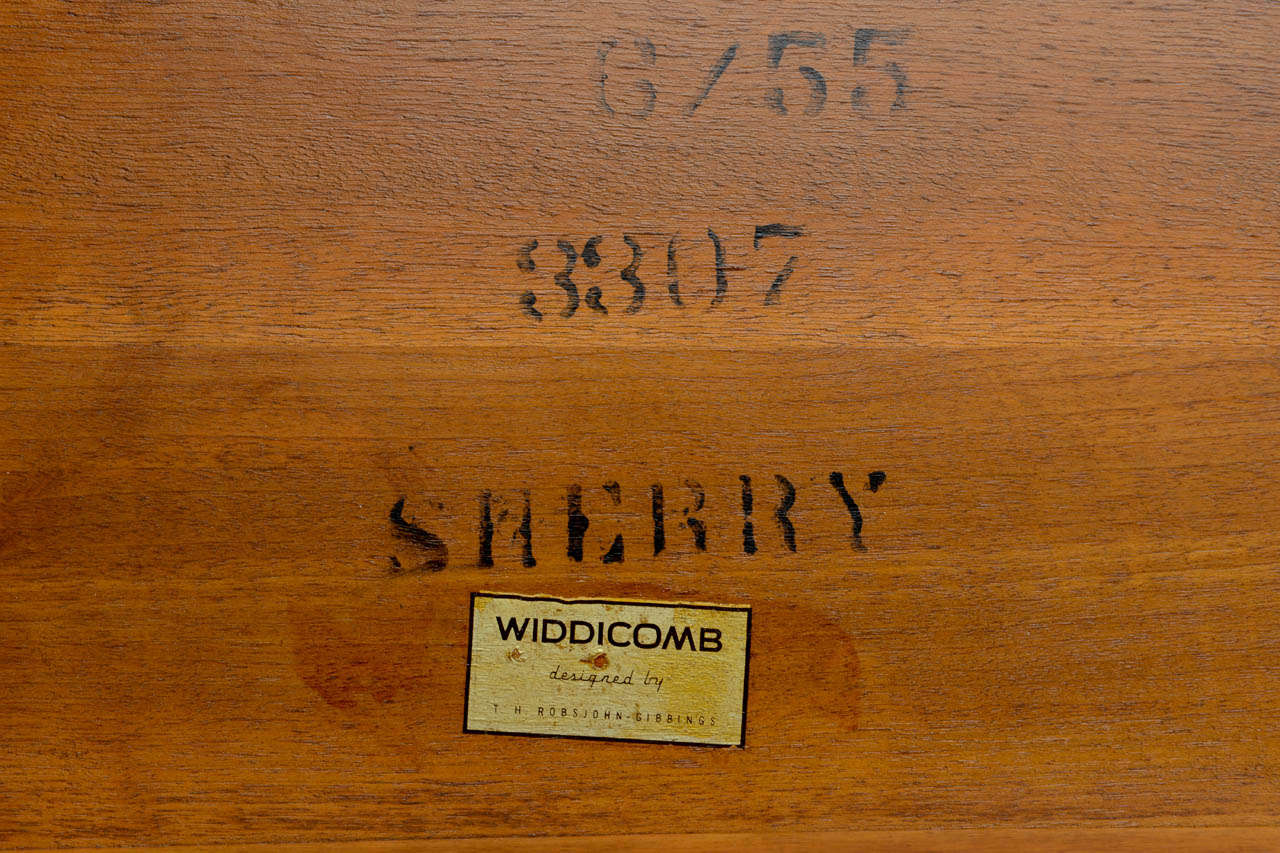 6/55
3307
SHERRY
WIDDICOMB
designed by
T. H. ROBSJOHN-GIBBINGS